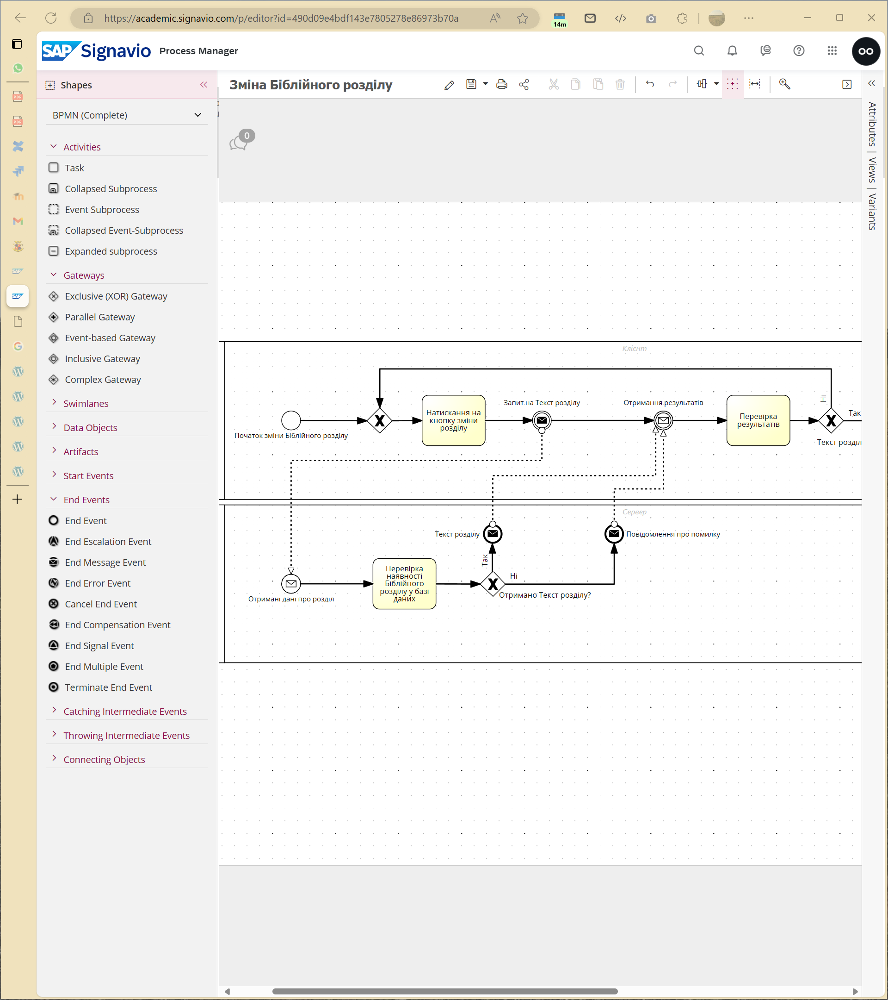 https://academic.signavio.com/p/editor?id=490d09e4bdf143e7805278e86973b70a
14m
SAP Signavio Process Manager
OO
Shapes
Зміна Біблійного розділу
BPMN (Complete)
0
Attributes | Views | Variants
Activities
Task
Collapsed Subprocess
Event Subprocess
Collapsed Event-Subprocess
Expanded subprocess
Gateways
Exclusive (XOR) Gateway
Parallel Gateway
Event-based Gateway
Inclusive Gateway
Complex Gateway
Swimlanes
Data Objects
Artifacts
Start Events
End Events
End Event
End Escalation Event
End Message Event
End Error Event
Cancel End Event
End Compensation Event
End Signal Event
End Multiple Event
Terminate End Event
Catching Intermediate Events
Throwing Intermediate Events
Connecting Objects
Клієнт
Початок зміни Біблійного розділу
Натискання на
кнопку зміни
розділу
Запит на Текст розділу
Отримання результатів
Перевірка
результатів
Ні
Так
Текст розділ
Сервер
Текст розділу
Повідомлення про помилку
Так
Ні
Отримано Текст розділу?
Перевірка
наявності
Біблійного
розділу у базі
даних
Отримані дані про розділ
PDF
PDF
SAP
SAP